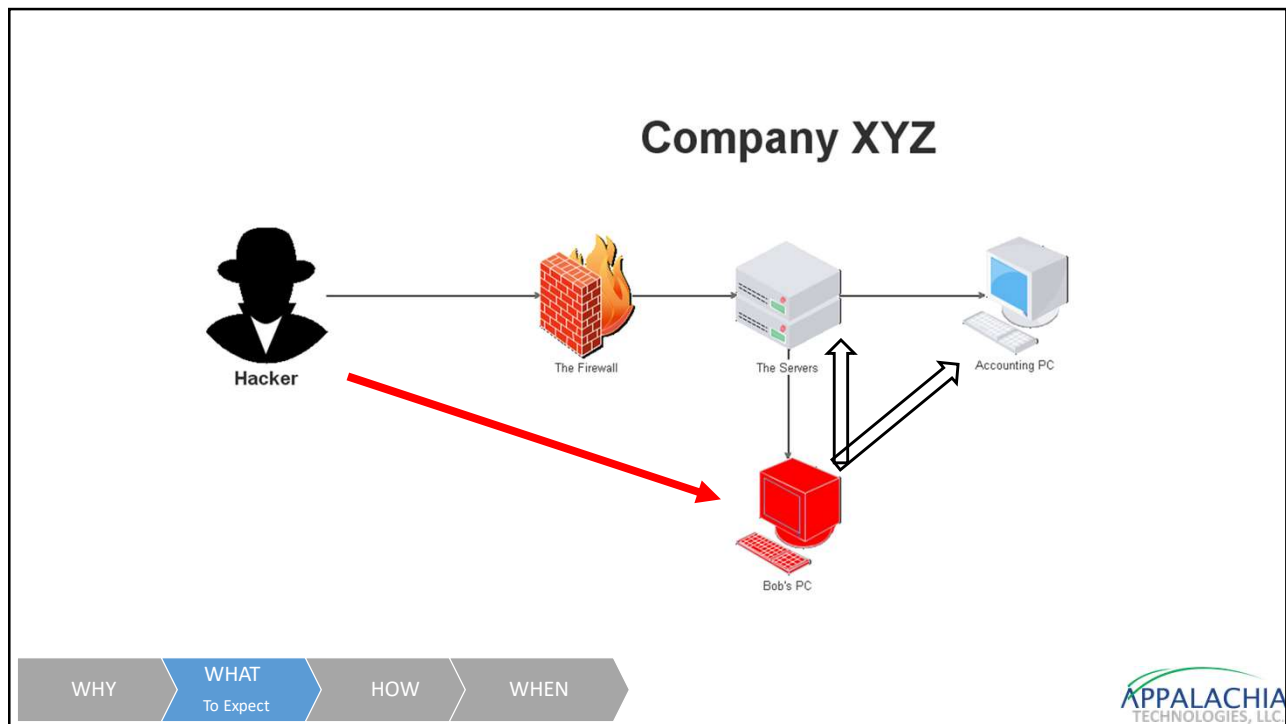 Company XYZ
Hacker
The Firewall
The Servers
Accounting PC
Bob's PC
WHY
WHAT
To Expect
HOW
WHEN
APPALACHIA
TECHNOLOGIES, LLC